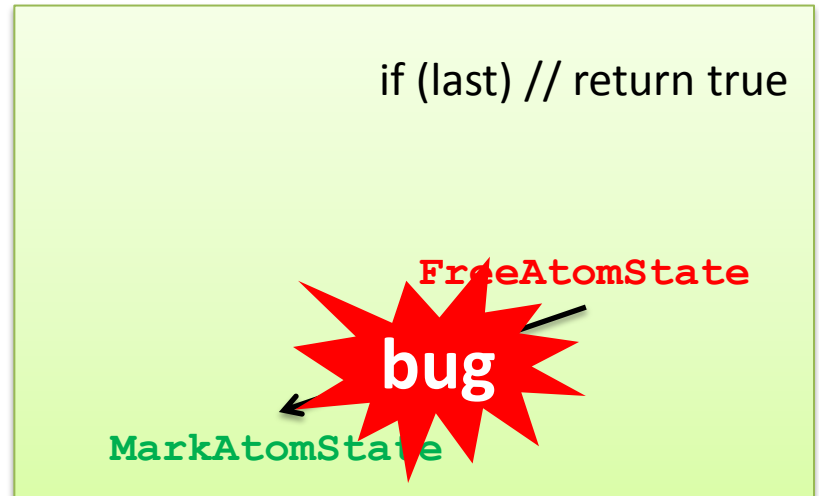 if (last) // return true
FreeAtomState
bug
MarkAtomState